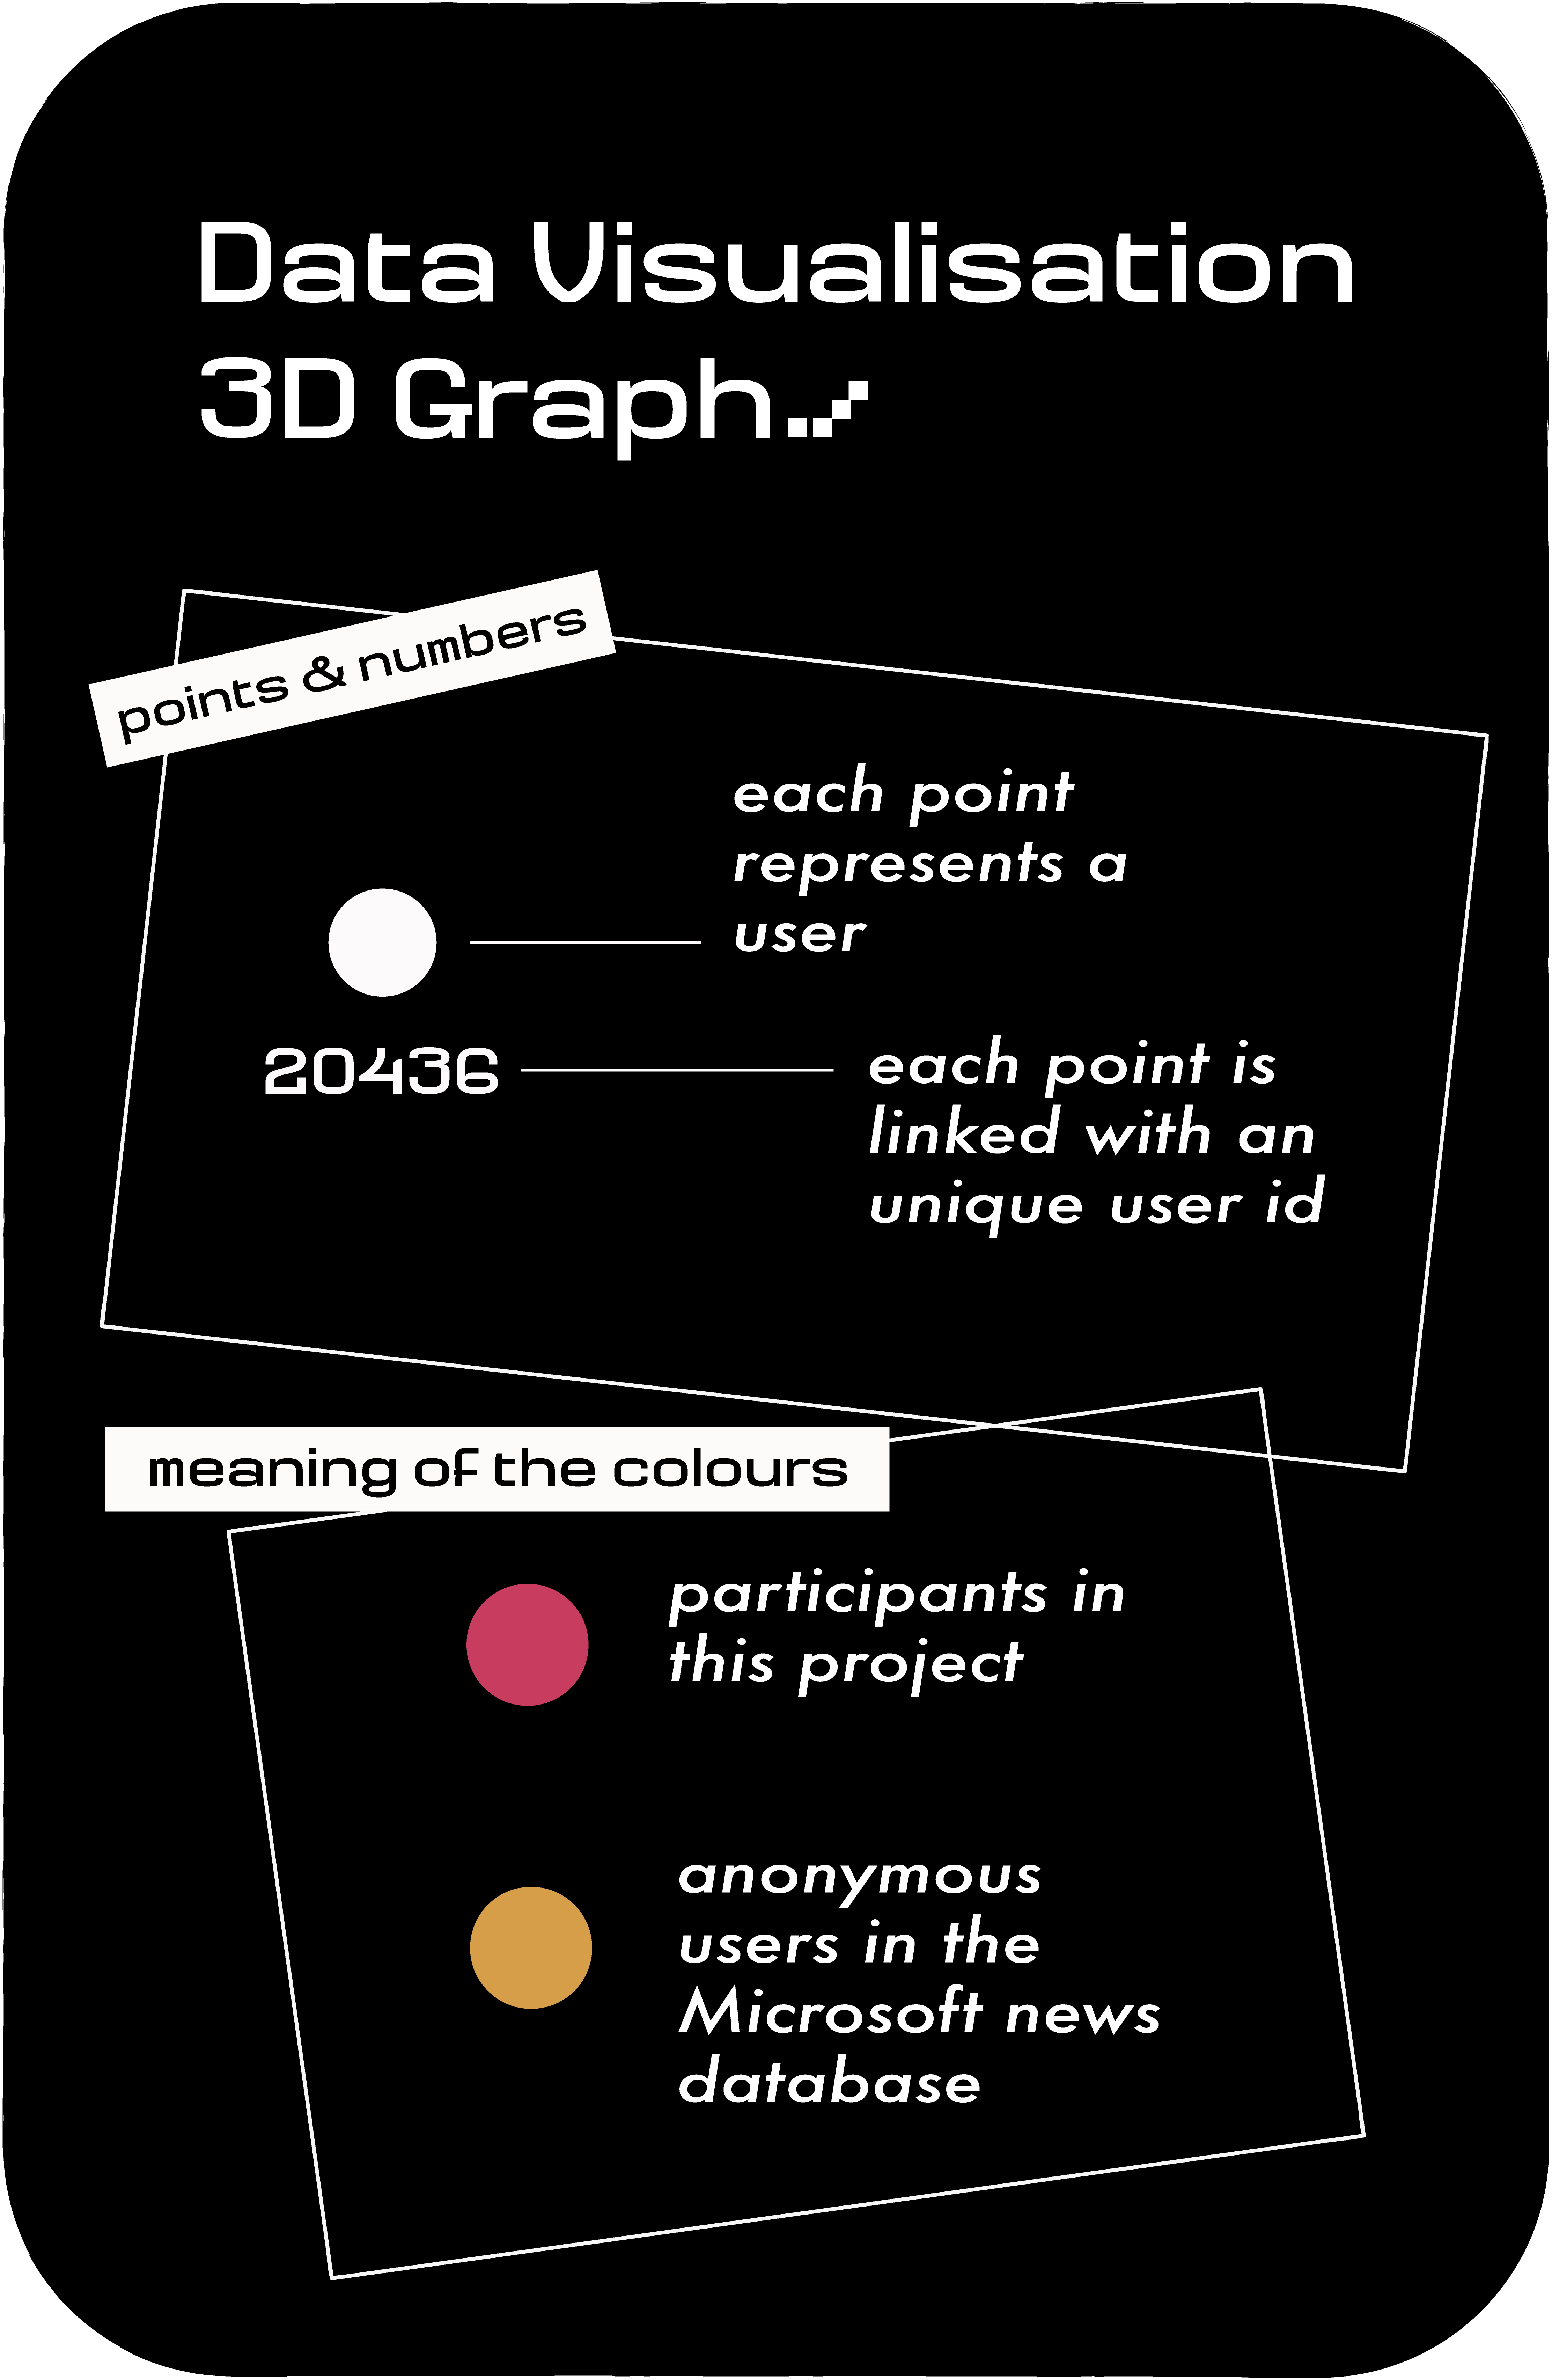 Data Visualisation
3D Graph
points & numbers
each point
represents a
user
20436
each point is
linked with an
unique user id
meaning of the colours
participants in
this project
anonymous
users in the
Microsoft news
database